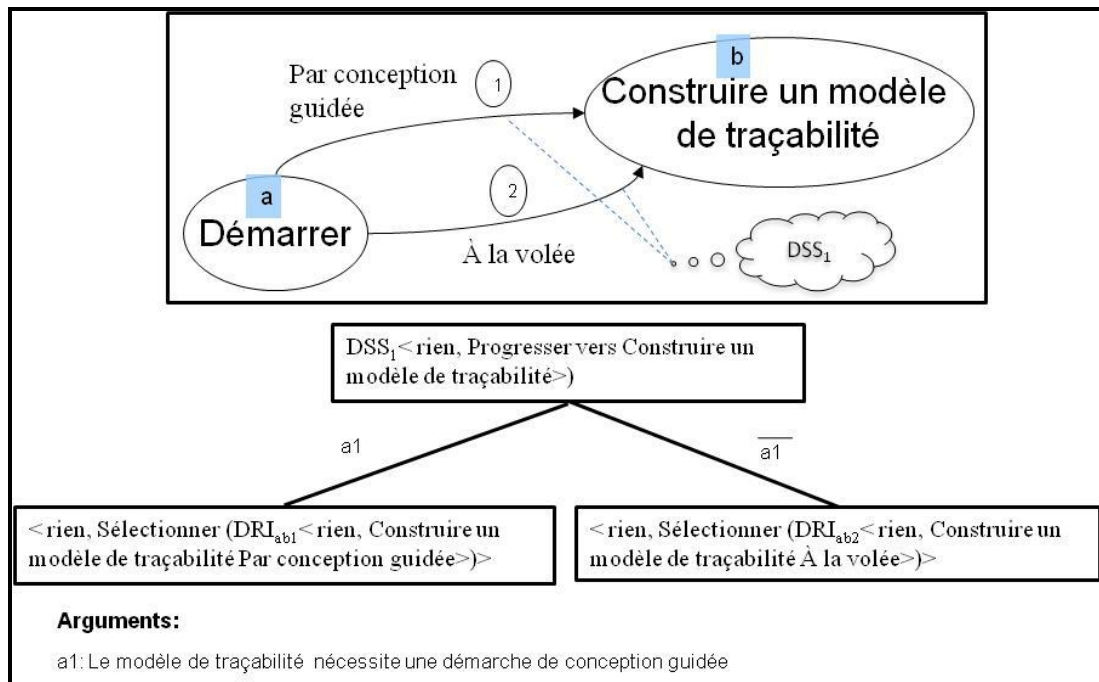 Par conception
guidée
1
b
Construire un modèle
de traçabilité
a
Démarrer
2
À la volée
DSS1
DSS1< rien, Progresser vers Construire un
modèle de traçabilité>)
a1
a1
< rien, Sélectionner (DRIab1< rien, Construire un
modèle de traçabilité Par conception guidée>)>
< rien, Sélectionner (DRIab2< rien, Construire un
modèle de traçabilité À la volée>)>
Arguments:
a1: Le modèle de traçabilité nécessite une démarche de conception guidée